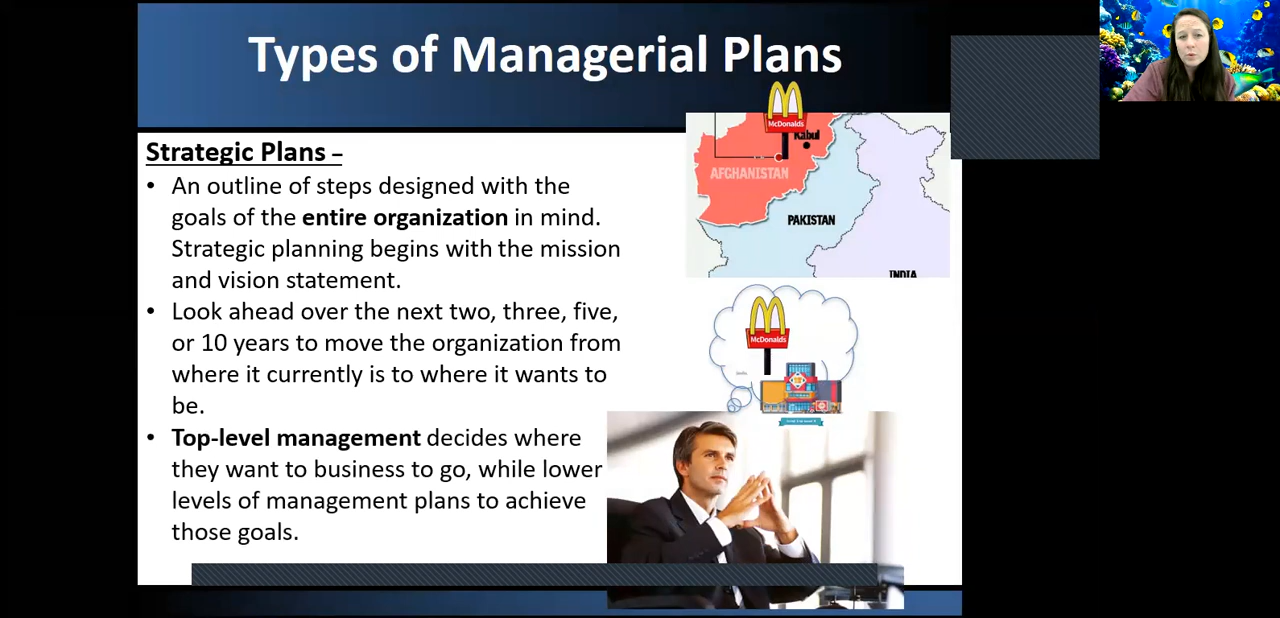 Types of Managerial Plans
McDonalds
Kabul
AFGHANISTAN
PAKISTAN
INDIA
Strategic Plans –
• An outline of steps designed with the
goals of the entire organization in mind.
Strategic planning begins with the mission
and vision statement.
• Look ahead over the next two, three, five,
or 10 years to move the organization from
where it currently is to where it wants to
be.
• Top-level management decides where
they want to business to go, while lower
levels of management plans to achieve
those goals.
McDonalds